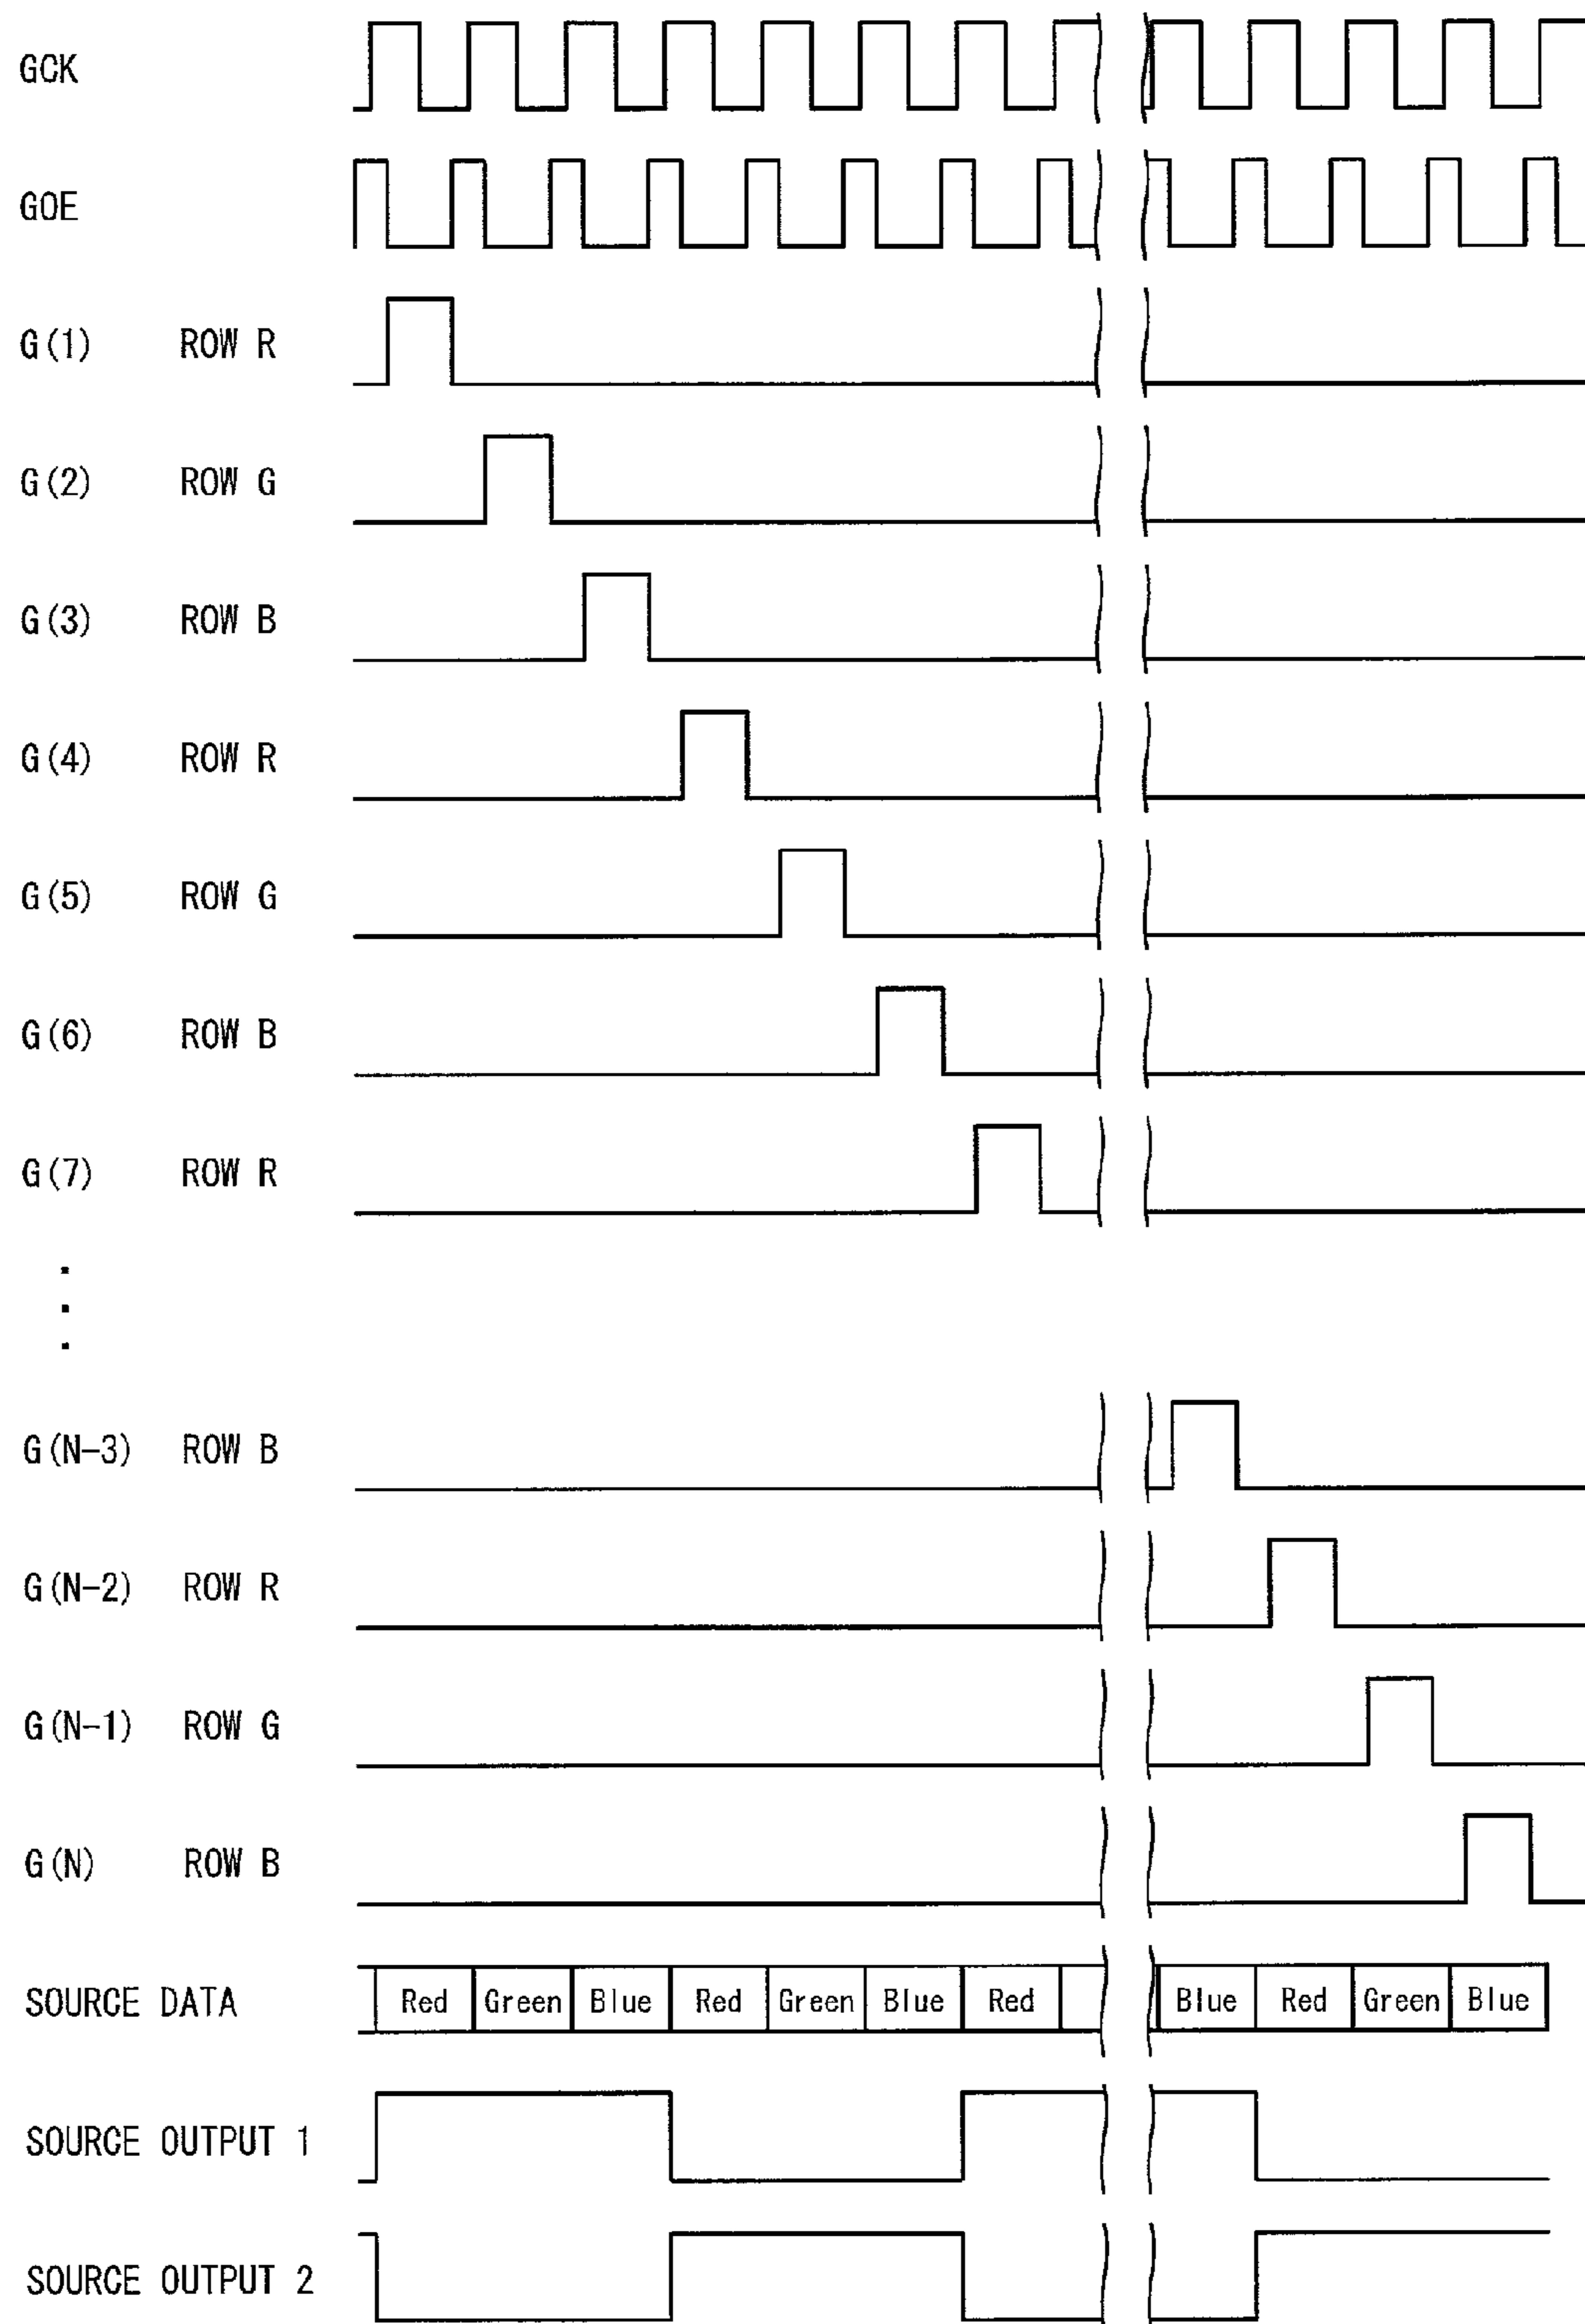 GCK
GOE
G(1) ROW R
G(2) ROW G
G(3) ROW B
G(4) ROW R
G(5) ROW G
G(6) ROW B
G(7) ROW R
G(N-3) ROW B
G(N-2) ROW R
G(N-1) ROW G
G(N) ROW B
SOURCE DATA Red Green Blue Red Green Blue Red Blue Red Green Blue
SOURCE OUTPUT 1
SOURCE OUTPUT 2